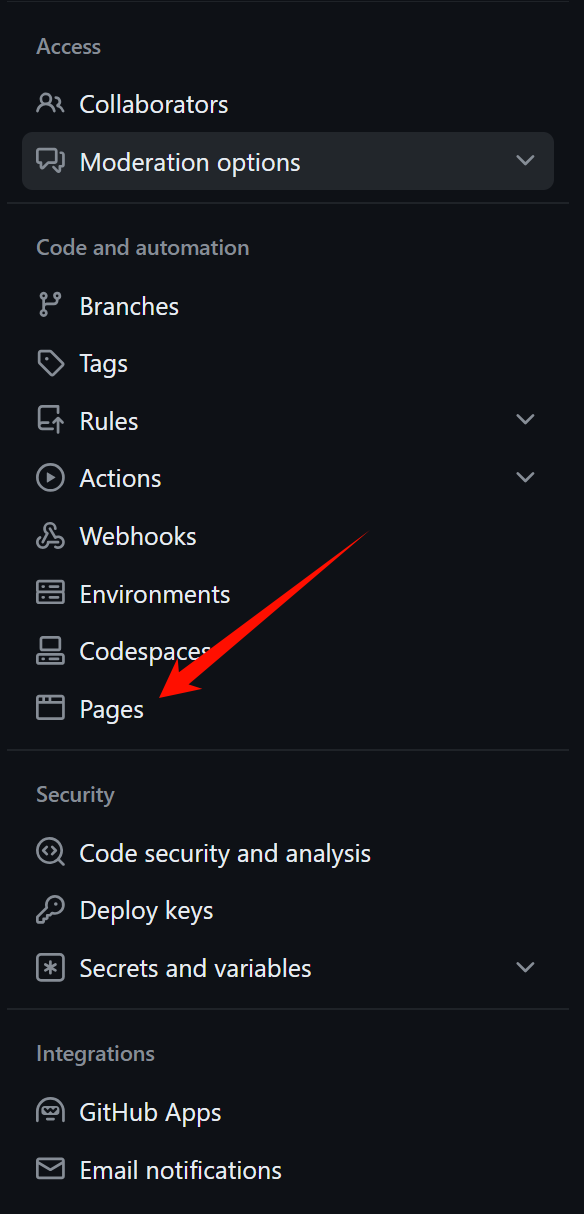 Access
Collaborators
Moderation options
Code and automation
Branches
Tags
Rules
Actions
Webhooks
Environments
Codespaces
Pages
Security
Code security and analysis
Deploy keys
Secrets and variables
Integrations
GitHub Apps
Email notifications